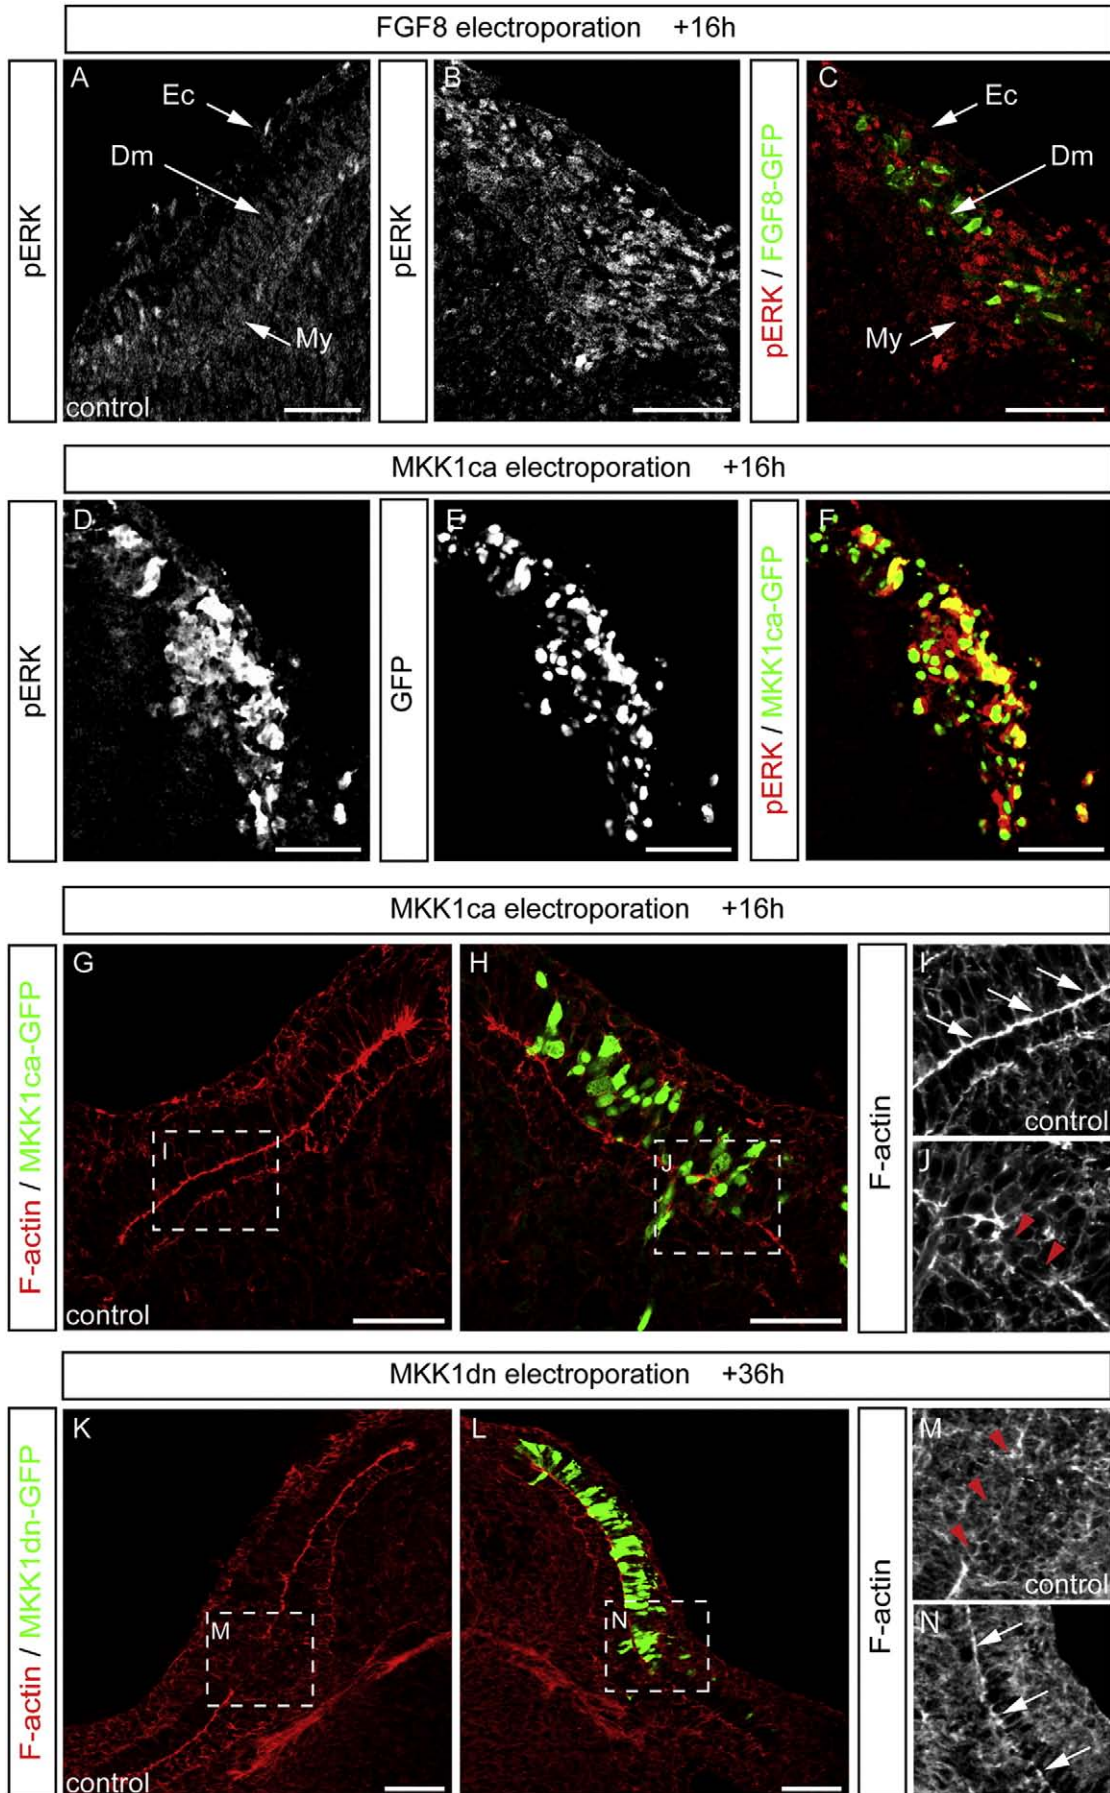 FGF8 electroporation +16h
pERK
A
Ec
Dm
My
control
pERK
B
pERK / FGF8-GFP
C
Ec
Dm
My
MKK1ca electroporation +16h
pERK
D
GFP
E
pERK / MKK1ca-GFP
F
MKK1ca electroporation +16h
F-actin / MKK1ca-GFP
G
I
control
H
J
F-actin
I
control
J
MKK1dn electroporation +36h
F-actin / MKK1dn-GFP
K
M
control
L
N
F-actin
M
control
N